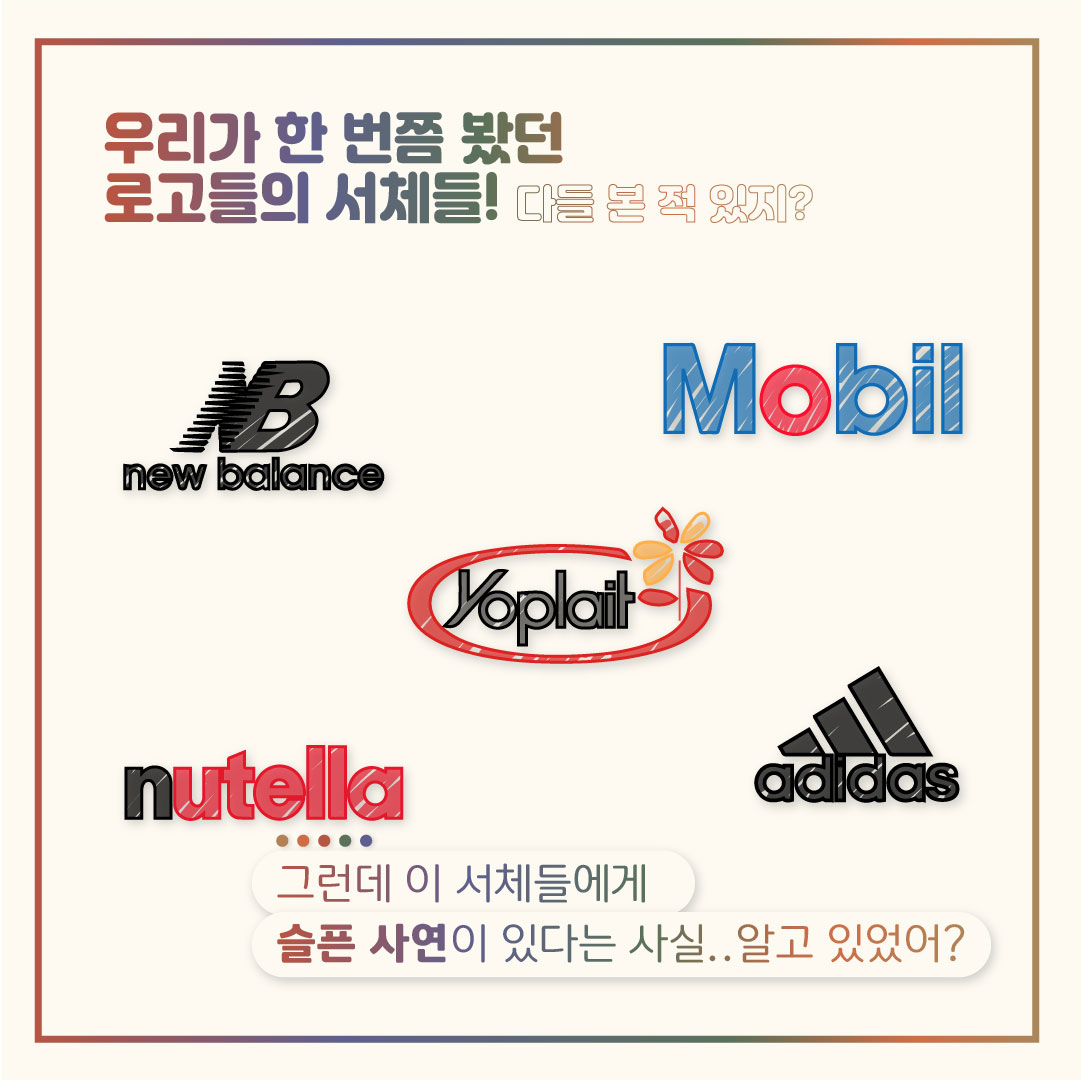 우리가 한 번쯤 봤던
로고들의 서체들! 다들 본 적 있지?
NB
new balance
Mobil
Yoplait
adidas
nutella
그런데 이 서체들에게
슬픈 사연이 있다는 사실..알고 있었어?